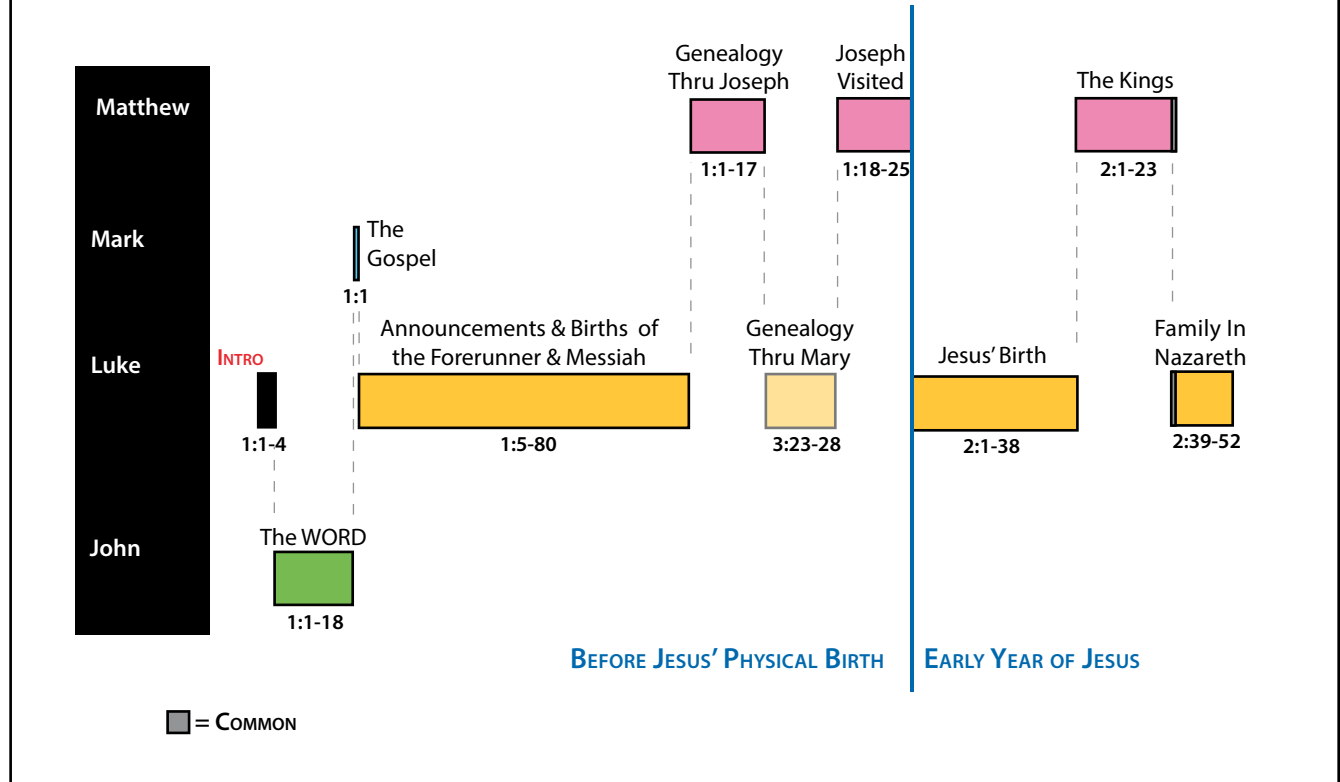 Genealogy
Thru Joseph
Joseph
Visited
The Kings
Matthew
1:1-17
1:18-25
2:1-23
Mark
The
Gospel
1:1
Announcements & Births of
the Forerunner & Messiah
Genealogy
Thru Mary
Jesus' Birth
Family In
Nazareth
Luke
INTRO
1:1-4
1:5-80
3:23-28
2:1-38
2:39-52
The WORD
John
1:1-18
BEFORE JESUS' PHYSICAL BIRTH
EARLY YEAR OF JESUS
= COMMON